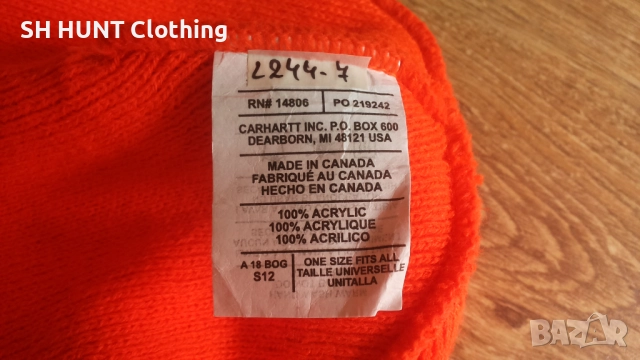 SH HUNT Clothing
L244-7
RN# 14806 PO 219242
CARHARTT INC. P.O. BOX 600
DEARBORN, MI 48121 USA
MADE IN CANADA
FABRIQUÉ AU CANADA
HECHO EN CANADA
100% ACRYLIC
100% ACRYLIQUE
100% ACRILICO
A 18 BOG
S12
ONE SIZE FITS ALL
TAILLE UNIVERSELLE
UNITALLA
BAZAR